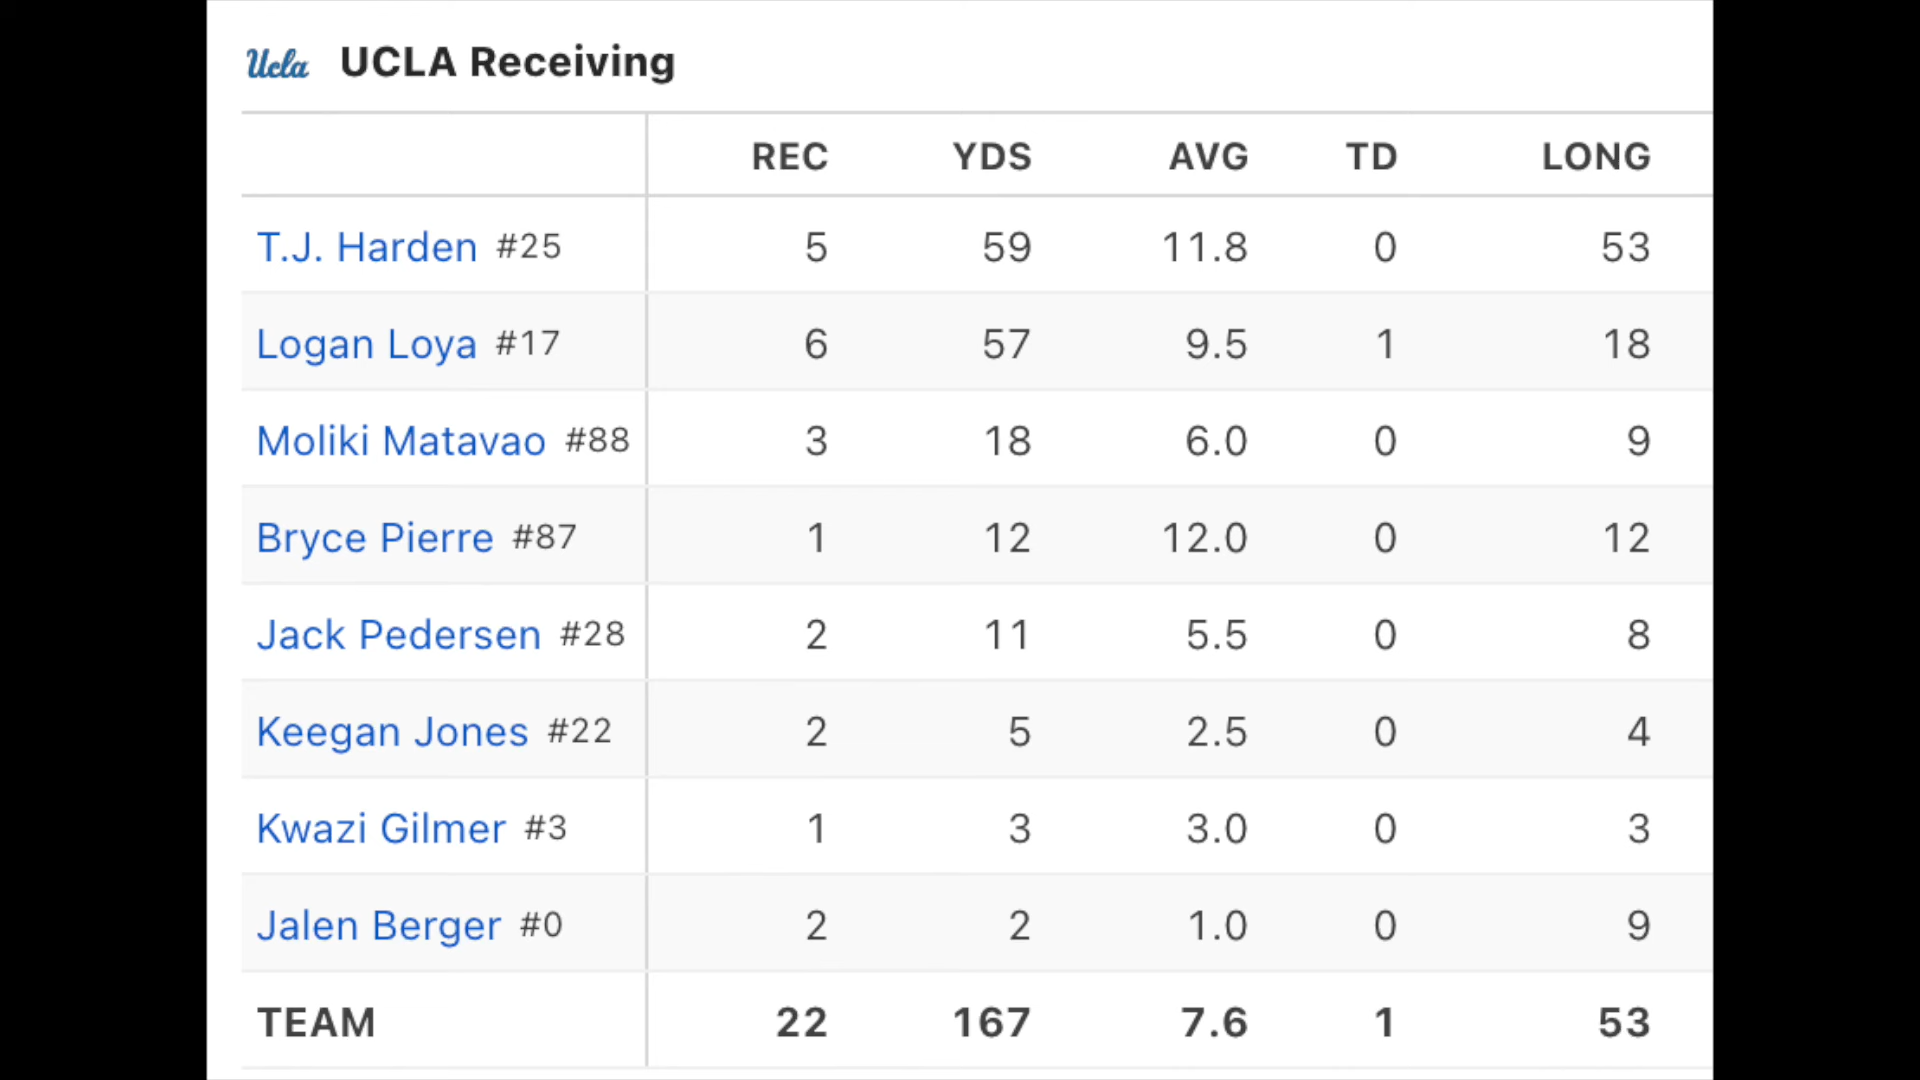 Ucla UCLA Receiving
REC YDS AVG TD LONG
T.J. Harden #25 5 59 11.8 0 53
Logan Loya #17 6 57 9.5 1 18
Moliki Matavao #88 3 18 6.0 0 9
Bryce Pierre #87 1 12 12.0 0 12
Jack Pedersen #28 2 11 5.5 0 8
Keegan Jones #22 2 5 2.5 0 4
Kwazi Gilmer #3 1 3 3.0 0 3
Jalen Berger #0 2 2 1.0 0 9
TEAM 22 167 7.6 1 53